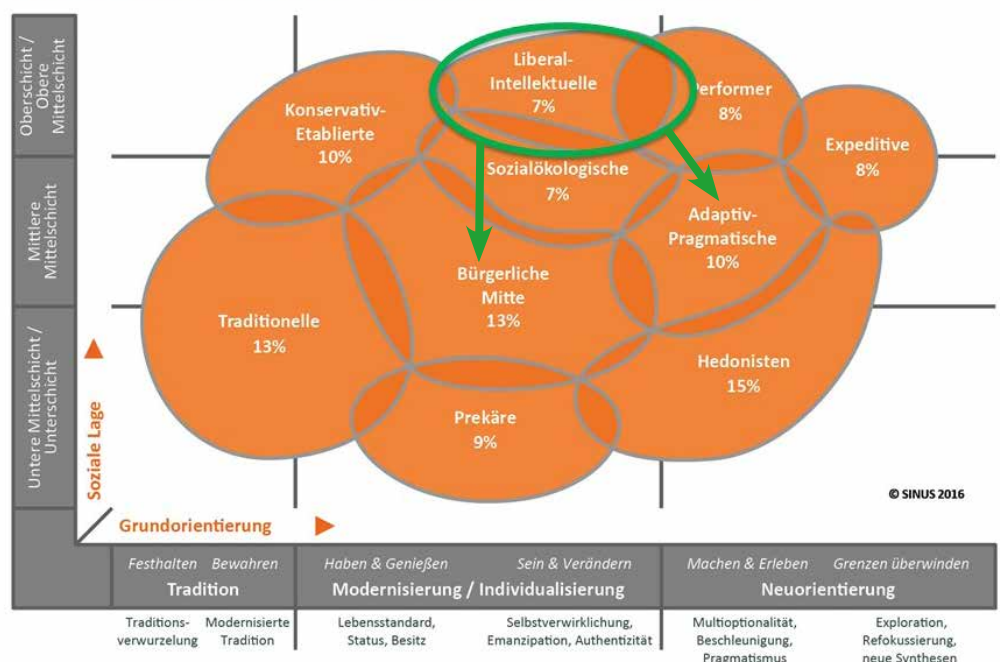 Oberschicht /
Obere
Mittelschicht
Mittlere
Mittelschicht
Untere Mittelschicht /
Unterschicht
Soziale Lage
Konservativ-
Etablierte
10%
Liberal-
Intellektuelle
7%
Performer
8%
Expeditive
8%
Sozialökologische
7%
Adaptiv-
Pragmatische
10%
Bürgerliche
Mitte
13%
Traditionelle
13%
Hedonisten
15%
Prekäre
9%
© SINUS 2016
Grundorientierung
Festhalten Bewahren
Tradition
Haben & Genießen Sein & Verändern
Modernisierung / Individualisierung
Machen & Erleben Grenzen überwinden
Neuorientierung
Traditions-
verwurzelung
Modernisierte
Tradition
Lebensstandard,
Status, Besitz
Selbstverwirklichung,
Emanzipation, Authentizität
Multioptionalität,
Beschleunigung,
Pragmatismus
Exploration,
Refokussierung,
neue Synthesen